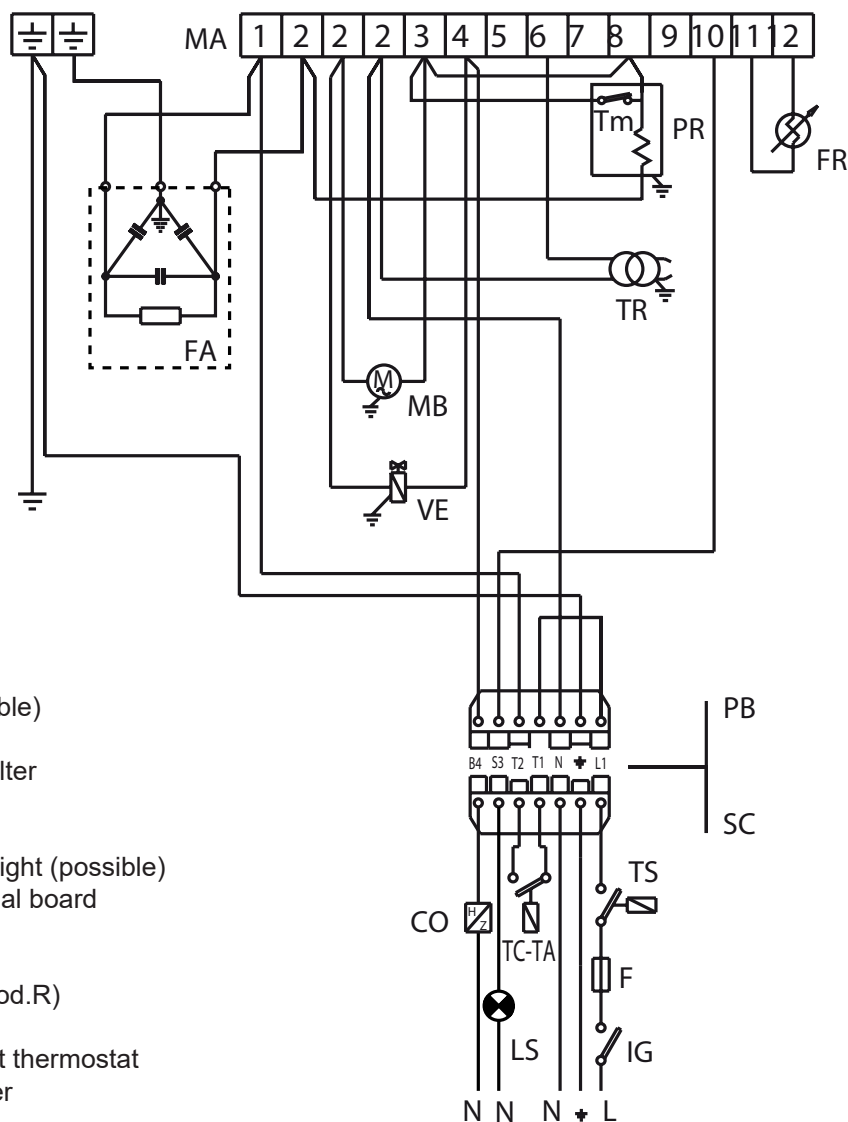 MA 1 2 2 2 3 4 5 6 7 8 9 10 11 12
Tm
PR
FR
TR
FA
M
MB
VE
ble)
PB
lter
B4 S3 T2 T1 N L1
SC
ight (possible)
al board
TS
CO
H
Z
TC-TA
F
od.R)
LS
IG
t thermostat
er
N N N L